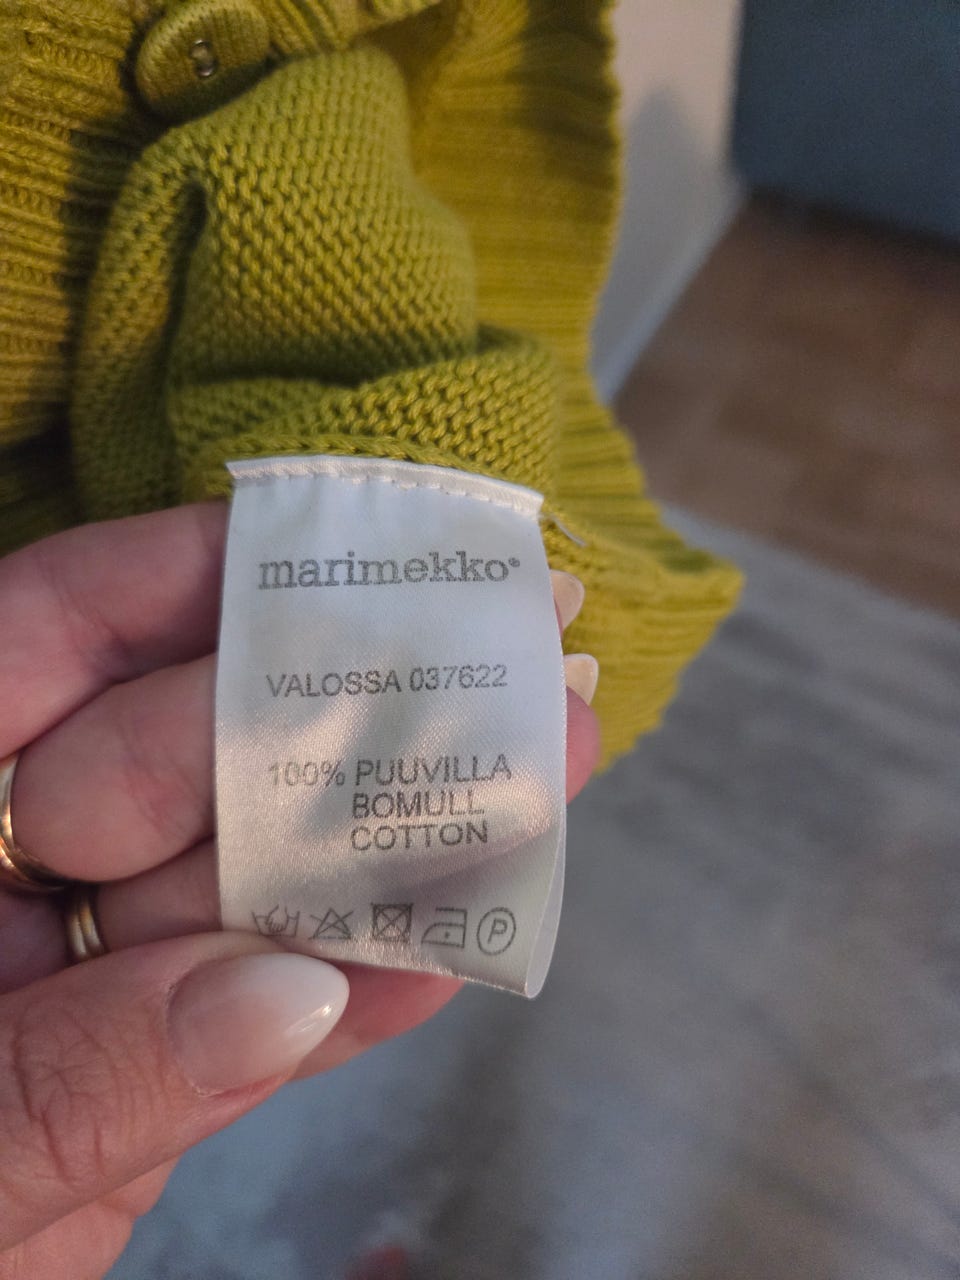 marimekko®
VALOSSA 037622
100% PUUVILLA
BOMULL
COTTON
P